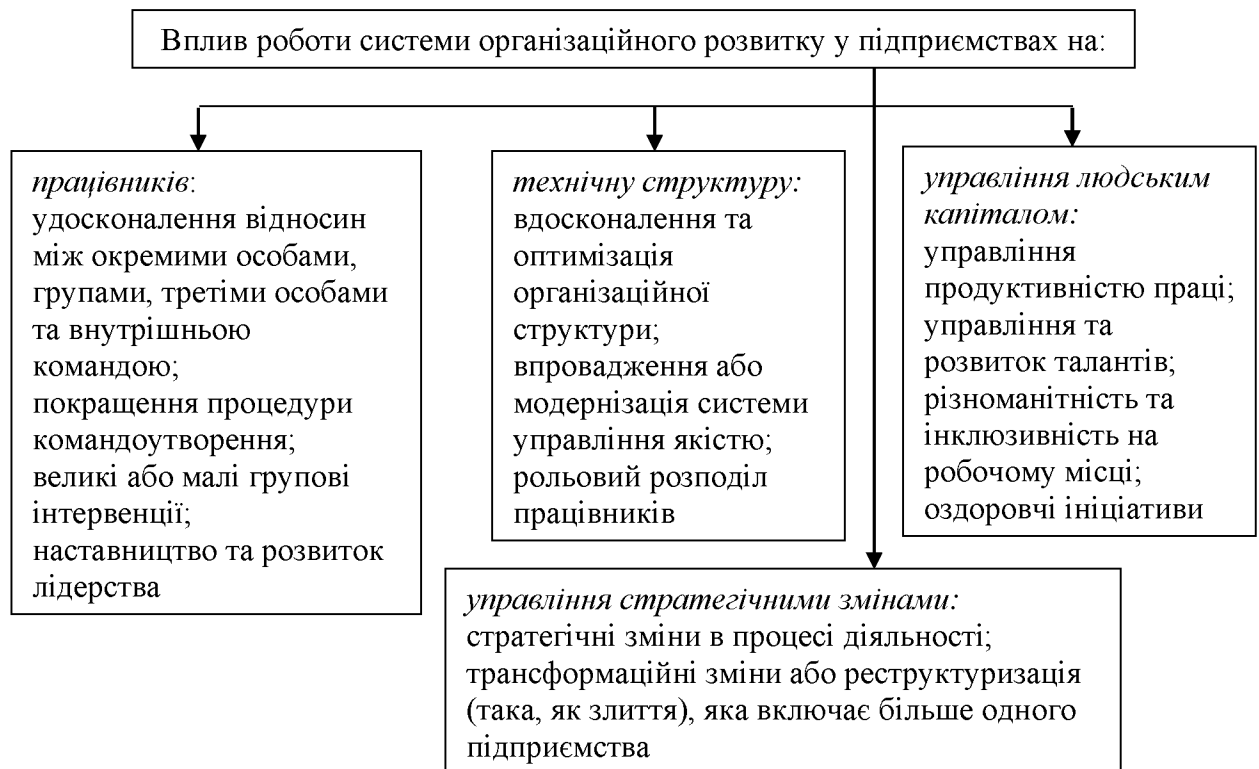 Вплив роботи системи організаційного розвитку у підприємствах на:
працівників:
удосконалення відносин
між окремими особами,
групами, третіми особами
та внутрішньою
командою;
покращення процедури
командоутворення;
великі або малі групові
інтервенції;
наставництво та розвиток
лідерства
технічну структуру:
вдосконалення та
оптимізація
організаційної
структури;
впровадження або
модернізація системи
управління якістю;
рольовий розподіл
працівників
управління людським
капіталом:
управління
продуктивністю праці;
управління та
розвиток талантів;
різноманітність та
інклюзивність на
робочому місці;
оздоровчі ініціативи
управління стратегічними змінами:
стратегічні зміни в процесі діяльності;
трансформаційні зміни або реструктуризація
(така, як злиття), яка включає більше одного
підприємства